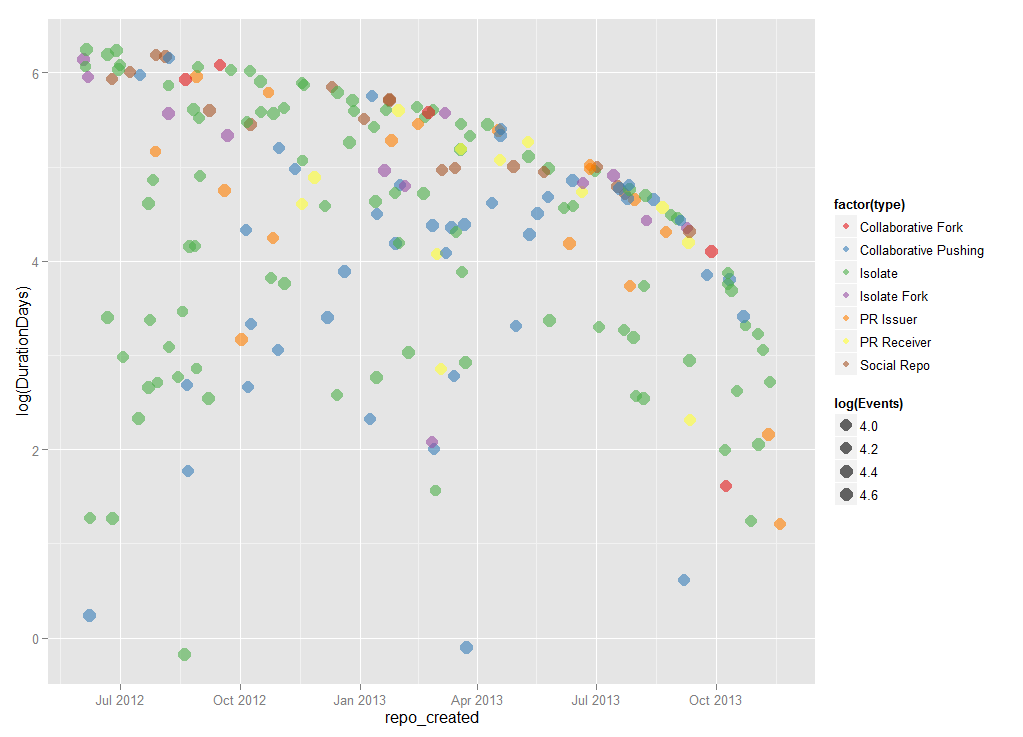 log(DurationDays)
6
4
2
0
Jul 2012
Oct 2012
Jan 2013
Apr 2013
Jul 2013
Oct 2013
repo_created
factor(type)
Collaborative Fork
Collaborative Pushing
Isolate
Isolate Fork
PR Issuer
PR Receiver
Social Repo
log(Events)
4.0
4.2
4.4
4.6